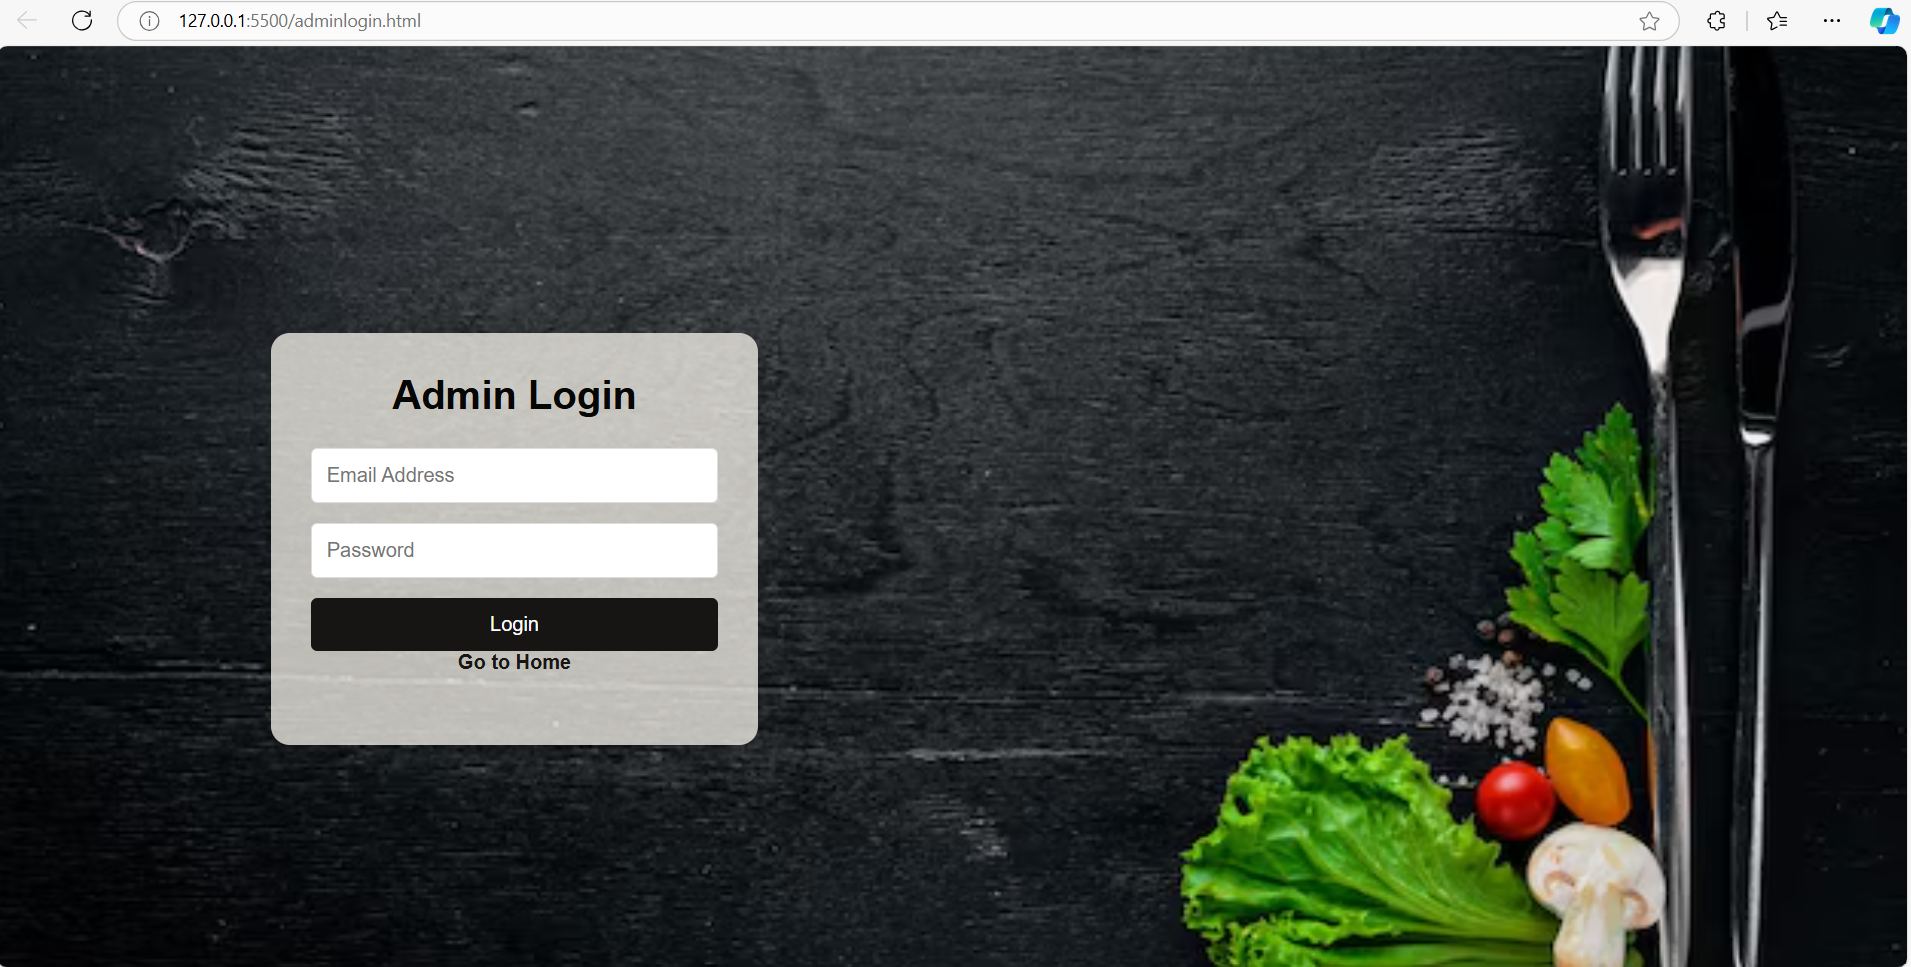 127.0.0.1:5500/adminlogin.html
Admin Login
Email Address
Password
Login
Go to Home